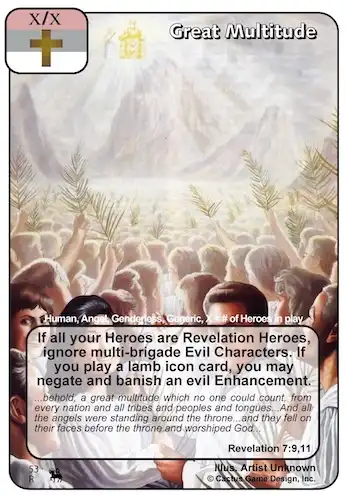 X/X
Great Multitude
Human, Angel, Genderless, Generic, X = # of Heroes in play
If all your Heroes are Revelation Heroes,
ignore multi-brigade Evil Characters. If
you play a lamb icon card, you may
negate and banish an evil Enhancement.
...behold, a great multitude which no one could count, from
every nation and all tribes and peoples and tongues...And all
the angels were standing around the throne...and they fell on
their faces before the throne and worshiped God...
Revelation 7:9,11
53
R
Illus. Artist Unknown
© Cactus Game Design, Inc.